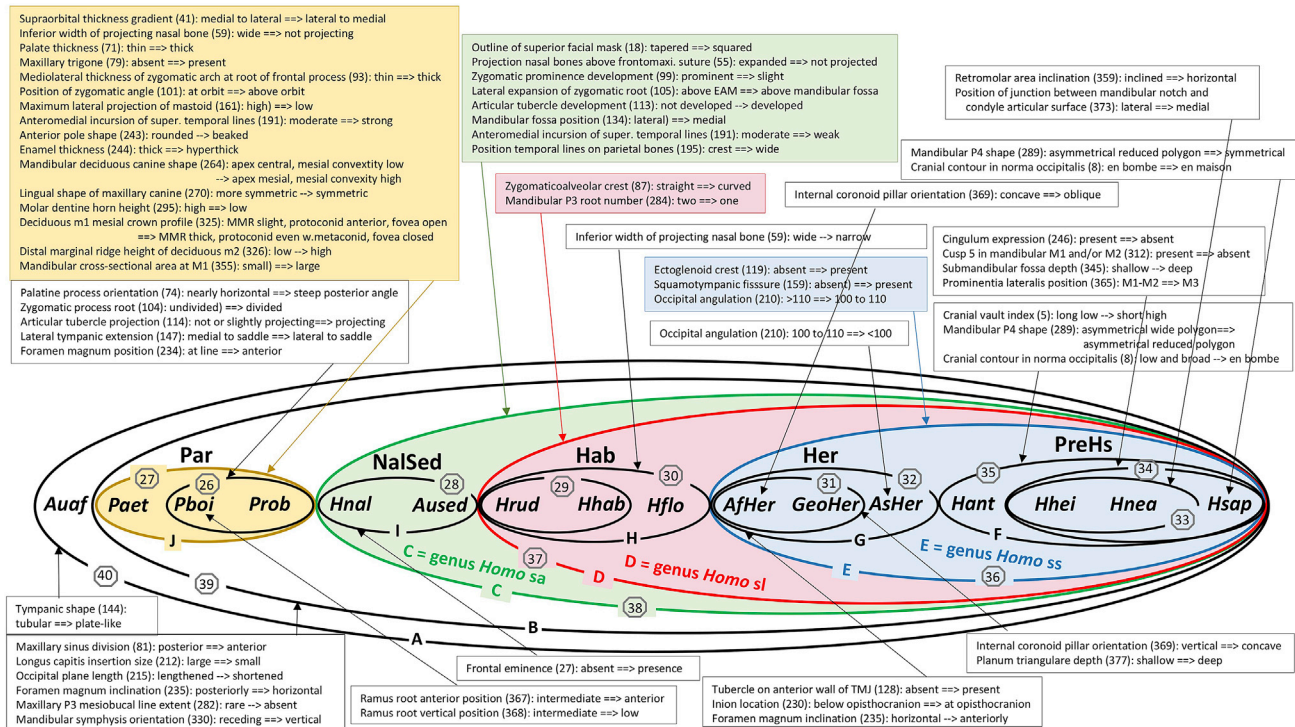 Supraorbital thickness gradient (41): medial to lateral ==> lateral to medial
Inferior width of projecting nasal bone (59): wide ==> not projecting
Palate thickness (71): thin ==> thick
Maxillary trigone (79): absent ==> present
Mediolateral thickness of zygomatic arch at root of frontal process (93): thin ==> thick
Position of zygomatic angle (101): at orbit ==> above orbit
Maximum lateral projection of mastoid (161): high) ==> low
Anteromedial incursion of super. temporal lines (191): moderate ==> strong
Anterior pole shape (243): rounded --> beaked
Enamel thickness (244): thick ==> hyperthick
Mandibular deciduous canine shape (264): apex central, mesial convextity low
--> apex mesial, mesial convexity high
Lingual shape of maxillary canine (270): more symmetric --> symmetric
Molar dentine horn height (295): high ==> low
Deciduous m1 mesial crown profile (325): MMR slight, protoconid anterior, fovea open
==> MMR thick, protoconid even w.metaconid, fovea closed
Distal marginal ridge height of deciduous m2 (326): low --> high
Mandibular cross-sectional area at M1 (355): small) ==> large
Palatine process orientation (74): nearly horizontal ==> steep posterior angle
Zygomatic process root (104): undivided) ==> divided
Articular tubercle projection (114): not or slightly projecting==> projecting
Lateral tympanic extension (147): medial to saddle ==> lateral to saddle
Foramen magnum position (234): at line ==> anterior
Outline of superior facial mask (18): tapered ==> squared
Projection nasal bones above frontomaxi. suture (55): expanded ==> not projected
Zygomatic prominence development (99): prominent ==> slight
Lateral expansion of zygomatic root (105): above EAM ==> above mandibular fossa
Articular tubercle development (113): not developed --> developed
Mandibular fossa position (134): lateral) ==> medial
Anteromedial incursion of super. temporal lines (191): moderate ==> weak
Position temporal lines on parietal bones (195): crest ==> wide
Zygomaticoalveolar crest (87): straight ==> curved
Mandibular P3 root number (284): two ==> one
Inferior width of projecting nasal bone (59): wide --> narrow
Ectoglenoid crest (119): absent ==> present
Squamotympanic fisssure (159): absent) ==> present
Occipital angulation (210): >110 ==> 100 to 110
Occipital angulation (210): 100 to 110 ==> <100
Internal coronoid pillar orientation (369): concave ==> oblique
Retromolar area inclination (359): inclined ==> horizontal
Position of junction between mandibular notch and
condyle articular surface (373): lateral ==> medial
Mandibular P4 shape (289): asymmetrical reduced polygon ==> symmetrical
Cranial contour in norma occipitalis (8): en bombe ==> en maison
Cingulum expression (246): present ==> absent
Cusp 5 in mandibular M1 and/or M2 (312): present ==> absent
Submandibular fossa depth (345): shallow --> deep
Prominentia lateralis position (365): M1-M2 ==> M3
Cranial vault index (5): long low --> short high
Mandibular P4 shape (289): asymmetrical wide polygon==>
asymmetrical reduced polygon
Cranial contour in norma occipitalis (8): low and broad --> en bombe
Par NalSed Hab Her PreHs
27 26 28 29 30 31 32 35 34
Auaf Paet Pboi Prob Hnal Aused Hrud Hhab Hflo AfHer GeoHer AsHer Hant Hhei Hnea Hsap
33
J I H G F
C = genus Homo sa
D = genus Homo sl
E = genus Homo ss
40 39 38 37 36
C D E
A B
Tympanic shape (144):
tubular ==> plate-like
Maxillary sinus division (81): posterior ==> anterior
Longus capitis insertion size (212): large ==> small
Occipital plane length (215): lengthened --> shortened
Foramen magnum inclination (235): posteriorly ==> horizontal
Maxillary P3 mesiobucal line extent (282): rare --> absent
Mandibular symphysis orientation (330): receding ==> vertical
Ramus root anterior position (367): intermediate ==> anterior
Ramus root vertical position (368): intermediate ==> low
Frontal eminence (27): absent ==> presence
Tubercle on anterior wall of TMJ (128): absent ==> present
Inion location (230): below opisthocranion ==> at opisthocranion
Foramen magnum inclination (235): horizontal --> anteriorly
Internal coronoid pillar orientation (369): vertical ==> concave
Planum triangulare depth (377): shallow ==> deep